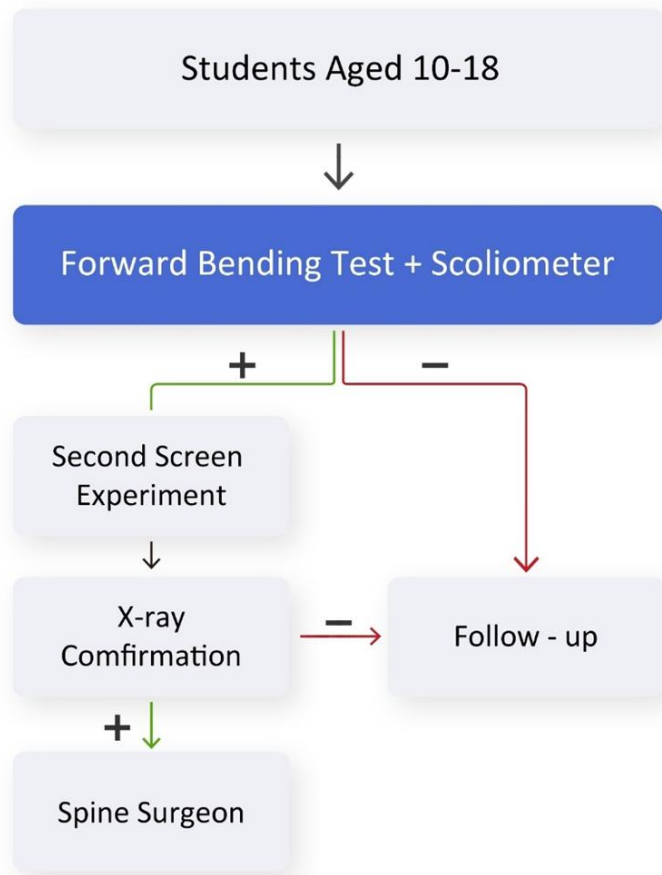 Students Aged 10-18
Forward Bending Test + Scoliometer
+
−
Second Screen
Experiment
X-ray
Comfirmation
−
Follow - up
+
Spine Surgeon